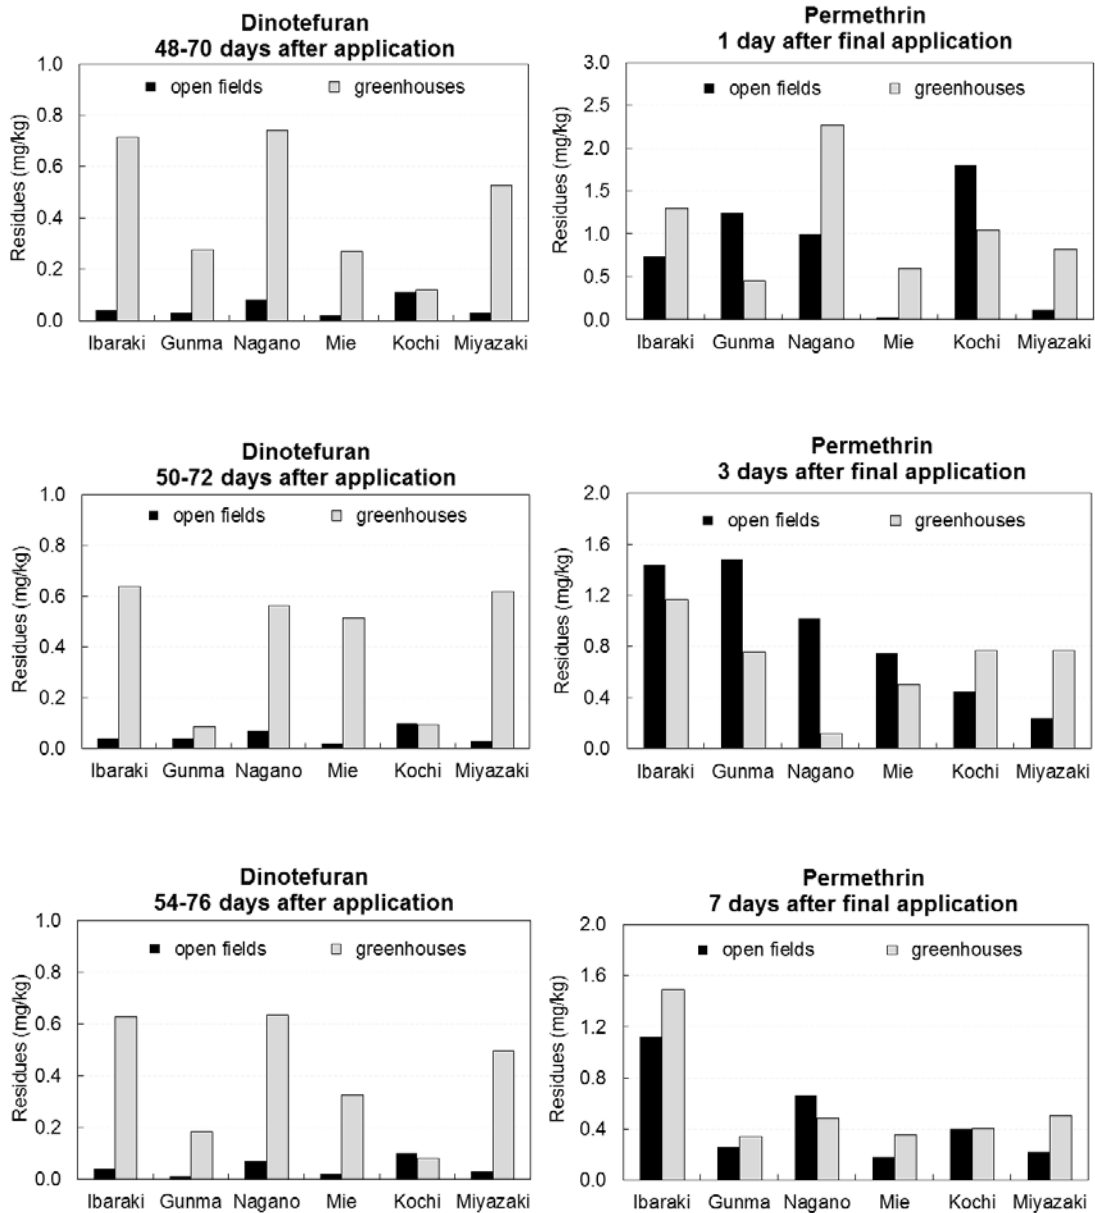 Dinotefuran
48-70 days after application
open fields
greenhouses
Residues (mg/kg)
1.0
0.8
0.6
0.4
0.2
0.0
Ibaraki Gunma Nagano Mie Kochi Miyazaki
Permethrin
1 day after final application
open fields
greenhouses
Residues (mg/kg)
3.0
2.5
2.0
1.5
1.0
0.5
0.0
Ibaraki Gunma Nagano Mie Kochi Miyazaki
Dinotefuran
50-72 days after application
open fields
greenhouses
Residues (mg/kg)
1.0
0.8
0.6
0.4
0.2
0.0
Ibaraki Gunma Nagano Mie Kochi Miyazaki
Permethrin
3 days after final application
open fields
greenhouses
Residues (mg/kg)
2.0
1.6
1.2
0.8
0.4
0.0
Ibaraki Gunma Nagano Mie Kochi Miyazaki
Dinotefuran
54-76 days after application
open fields
greenhouses
Residues (mg/kg)
1.0
0.8
0.6
0.4
0.2
0.0
Ibaraki Gunma Nagano Mie Kochi Miyazaki
Permethrin
7 days after final application
open fields
greenhouses
Residues (mg/kg)
2.0
1.6
1.2
0.8
0.4
0.0
Ibaraki Gunma Nagano Mie Kochi Miyazaki